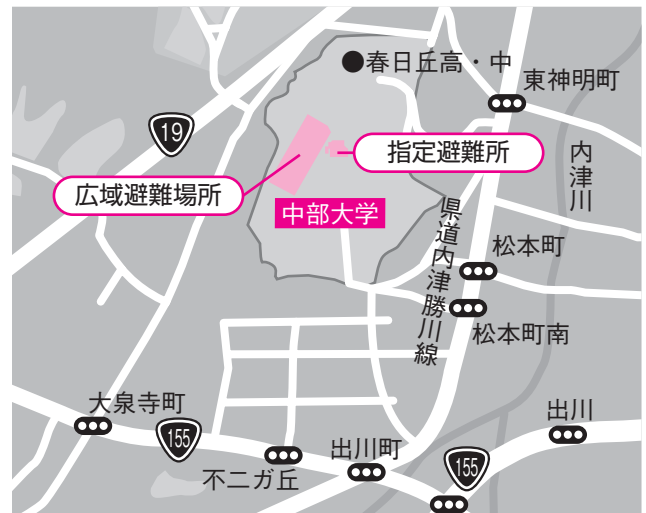 ●春日丘高・中
東神明町
19
指定避難所
内津川
広域避難場所
中部大学
県道内津勝川線
松本町
松本町南
大泉寺町
155
不二ガ丘
出川町
155
出川